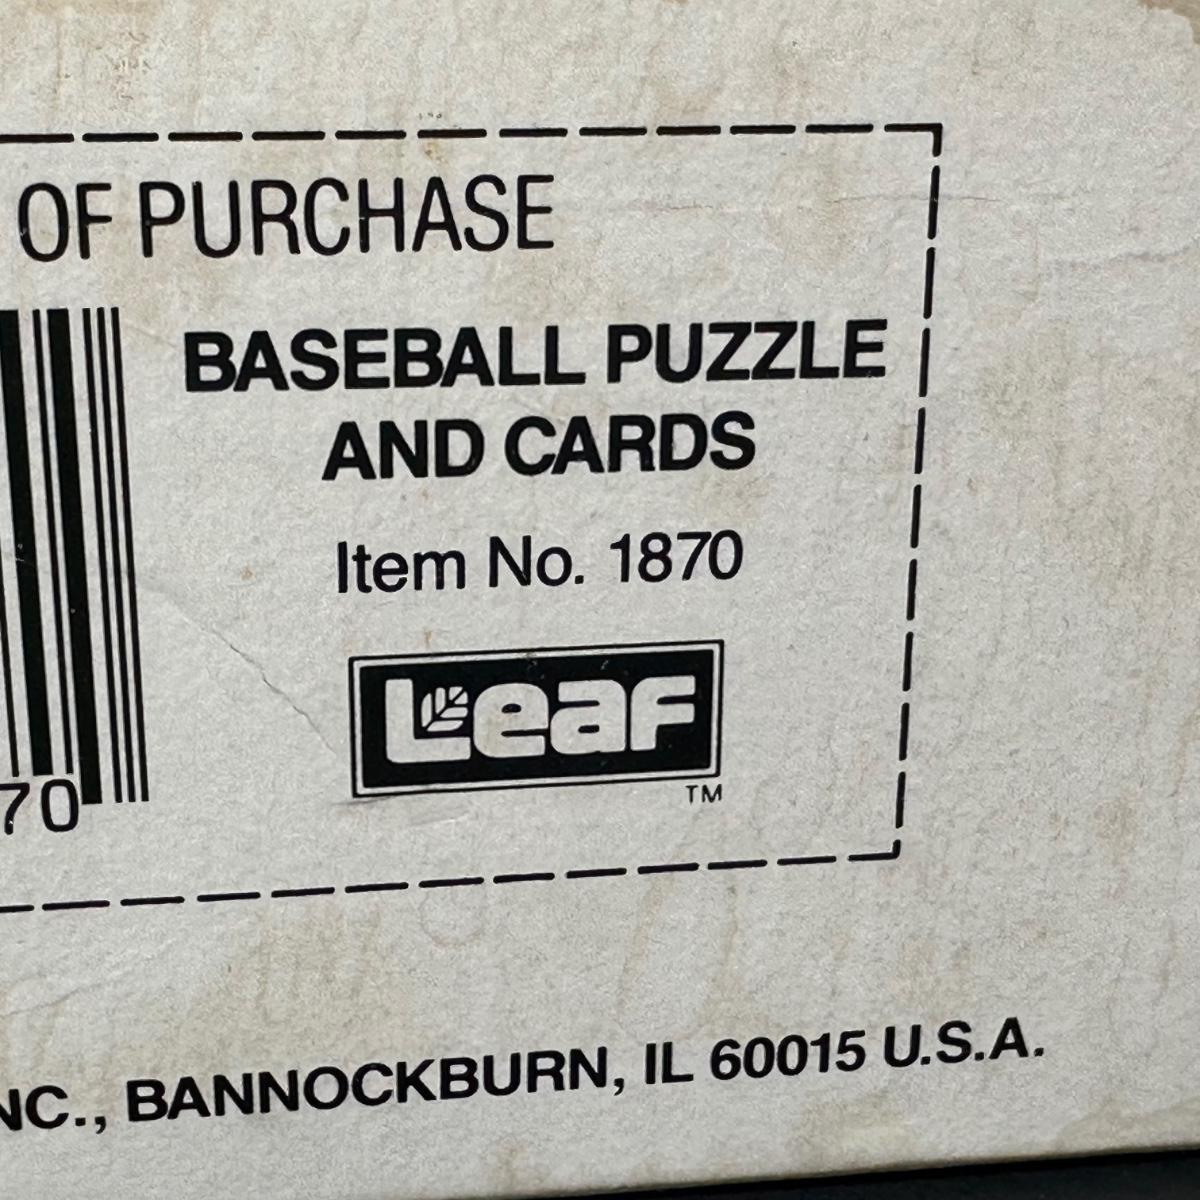 OF PURCHASE
BASEBALL PUZZLE
AND CARDS
Item No. 1870
Leaf
TM
70
NC., BANNOCKBURN, IL 60015 U.S.A.